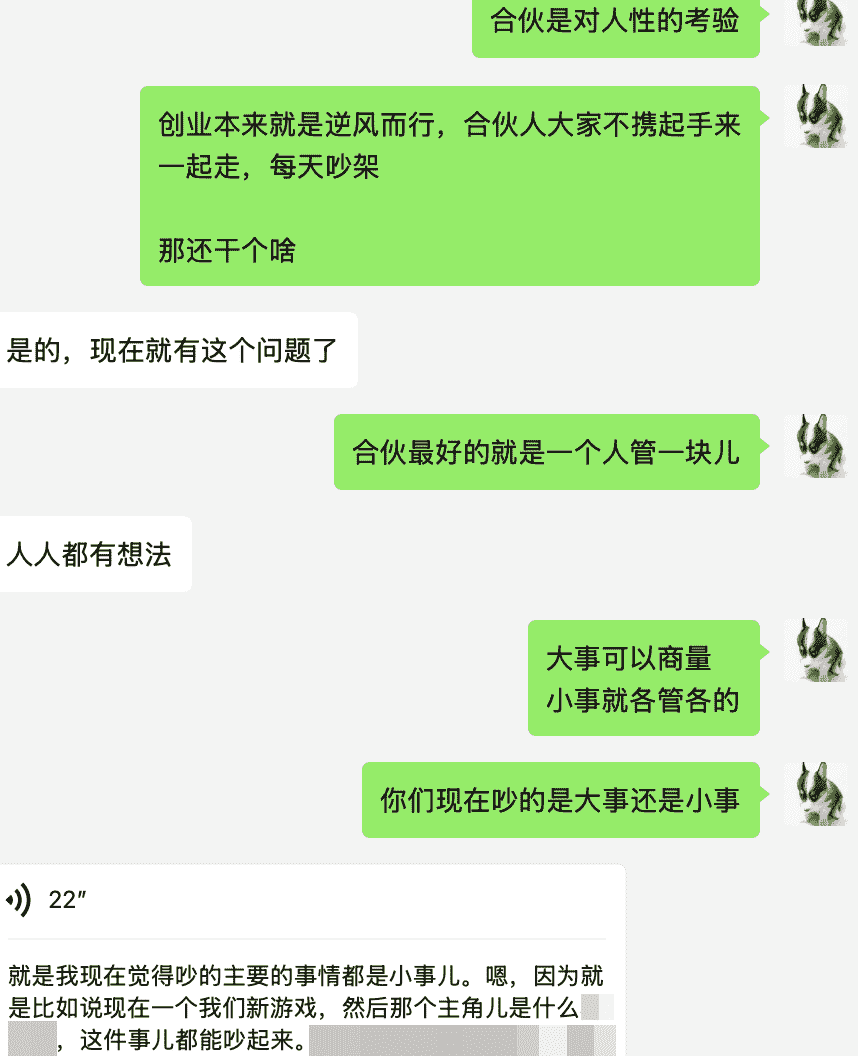 合伙是对人性的考验
创业本来就是逆风而行，合伙人大家不携起手来
一起走，每天吵架
那还干个啥
是的，现在就有这个问题了
合伙最好的就是一个人管一块儿
人人都有想法
大事可以商量
小事就各管各的
你们现在吵的是大事还是小事
22″
就是我现在觉得吵的主要的事情都是小事儿。嗯，因为就
是比如说现在一个我们新游戏，然后那个主角儿是什么
，这件事儿都能吵起来。